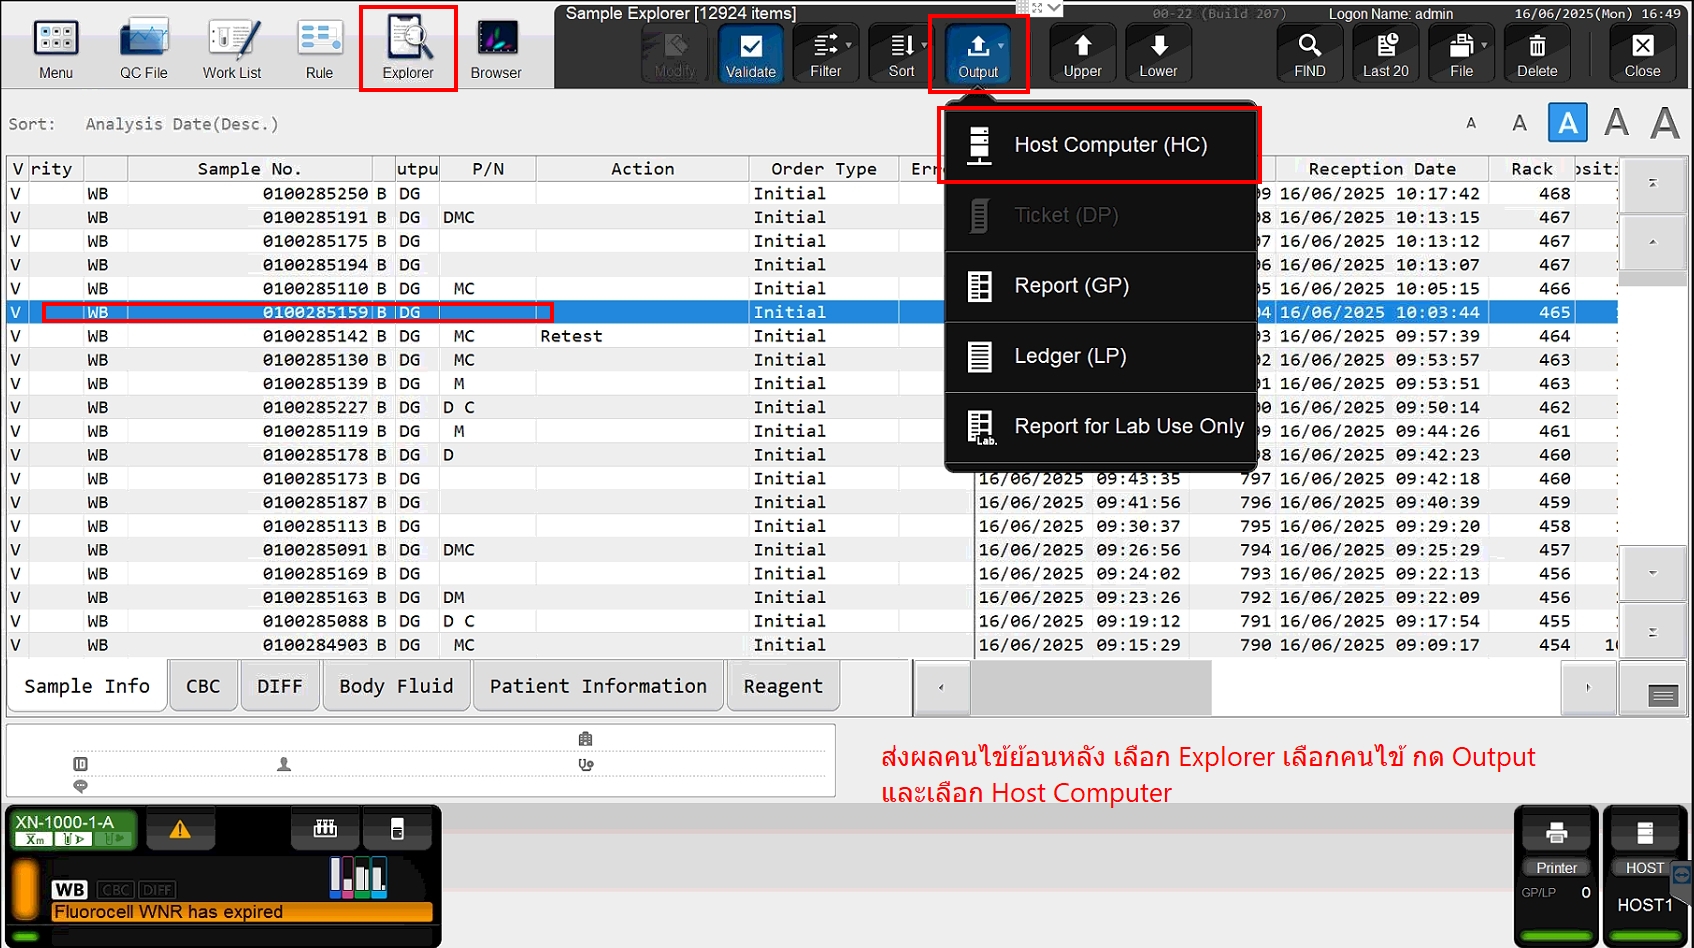 Sample Explorer [12924 items]
00-22 (Build 207)
Logon Name: admin
16/06/2025(Mon) 16:49
Menu
QC File
Work List
Rule
Explorer
Browser
Modify
Validate
Filter
Sort
Output
Upper
Lower
FIND
Last 20
File
Delete
Close
Sort: Analysis Date(Desc.)
A A A A A
Host Computer (HC)
Ticket (DP)
Report (GP)
Ledger (LP)
Report for Lab Use Only
Lab.
V rity Sample No. utpu P/N Action Order Type Err Reception Date Rack ositi
V WB 0100285250 B DG Initial 09 16/06/2025 10:17:42 468
V WB 0100285191 B DG DMC Initial 08 16/06/2025 10:13:15 467
V WB 0100285175 B DG Initial 07 16/06/2025 10:13:12 467
V WB 0100285194 B DG Initial 06 16/06/2025 10:13:07 467
V WB 0100285110 B DG MC Initial 05 16/06/2025 10:05:15 466
V WB 0100285159 B DG Initial 04 16/06/2025 10:03:44 465
V WB 0100285142 B DG MC Retest Initial 03 16/06/2025 09:57:39 464
V WB 0100285130 B DG MC Initial 02 16/06/2025 09:53:57 463
V WB 0100285139 B DG M Initial 01 16/06/2025 09:53:51 463
V WB 0100285227 B DG D C Initial 00 16/06/2025 09:50:14 462
V WB 0100285119 B DG M Initial 99 16/06/2025 09:44:26 461
V WB 0100285178 B DG D Initial 98 16/06/2025 09:42:23 460
V WB 0100285173 B DG Initial 16/06/2025 09:43:35 797 16/06/2025 09:42:18 460
V WB 0100285187 B DG Initial 16/06/2025 09:41:56 796 16/06/2025 09:40:39 459
V WB 0100285113 B DG Initial 16/06/2025 09:30:37 795 16/06/2025 09:29:20 458
V WB 0100285091 B DG DMC Initial 16/06/2025 09:26:56 794 16/06/2025 09:25:29 457
V WB 0100285169 B DG Initial 16/06/2025 09:24:02 793 16/06/2025 09:22:13 456
V WB 0100285163 B DG DM Initial 16/06/2025 09:23:26 792 16/06/2025 09:22:09 456
V WB 0100285088 B DG D C Initial 16/06/2025 09:19:12 791 16/06/2025 09:17:54 455
V WB 0100284903 B DG MC Initial 16/06/2025 09:15:29 790 16/06/2025 09:09:17 454
Sample Info
CBC
DIFF
Body Fluid
Patient Information
Reagent
ส่งผลคนไข้ย้อนหลัง เลือก Explorer เลือกคนไข้ กด Output
และเลือก Host Computer
XN-1000-1-A
WB CBC DIFF
Fluorocell WNR has expired
Printer
GP/LP 0
HOST
HOST1